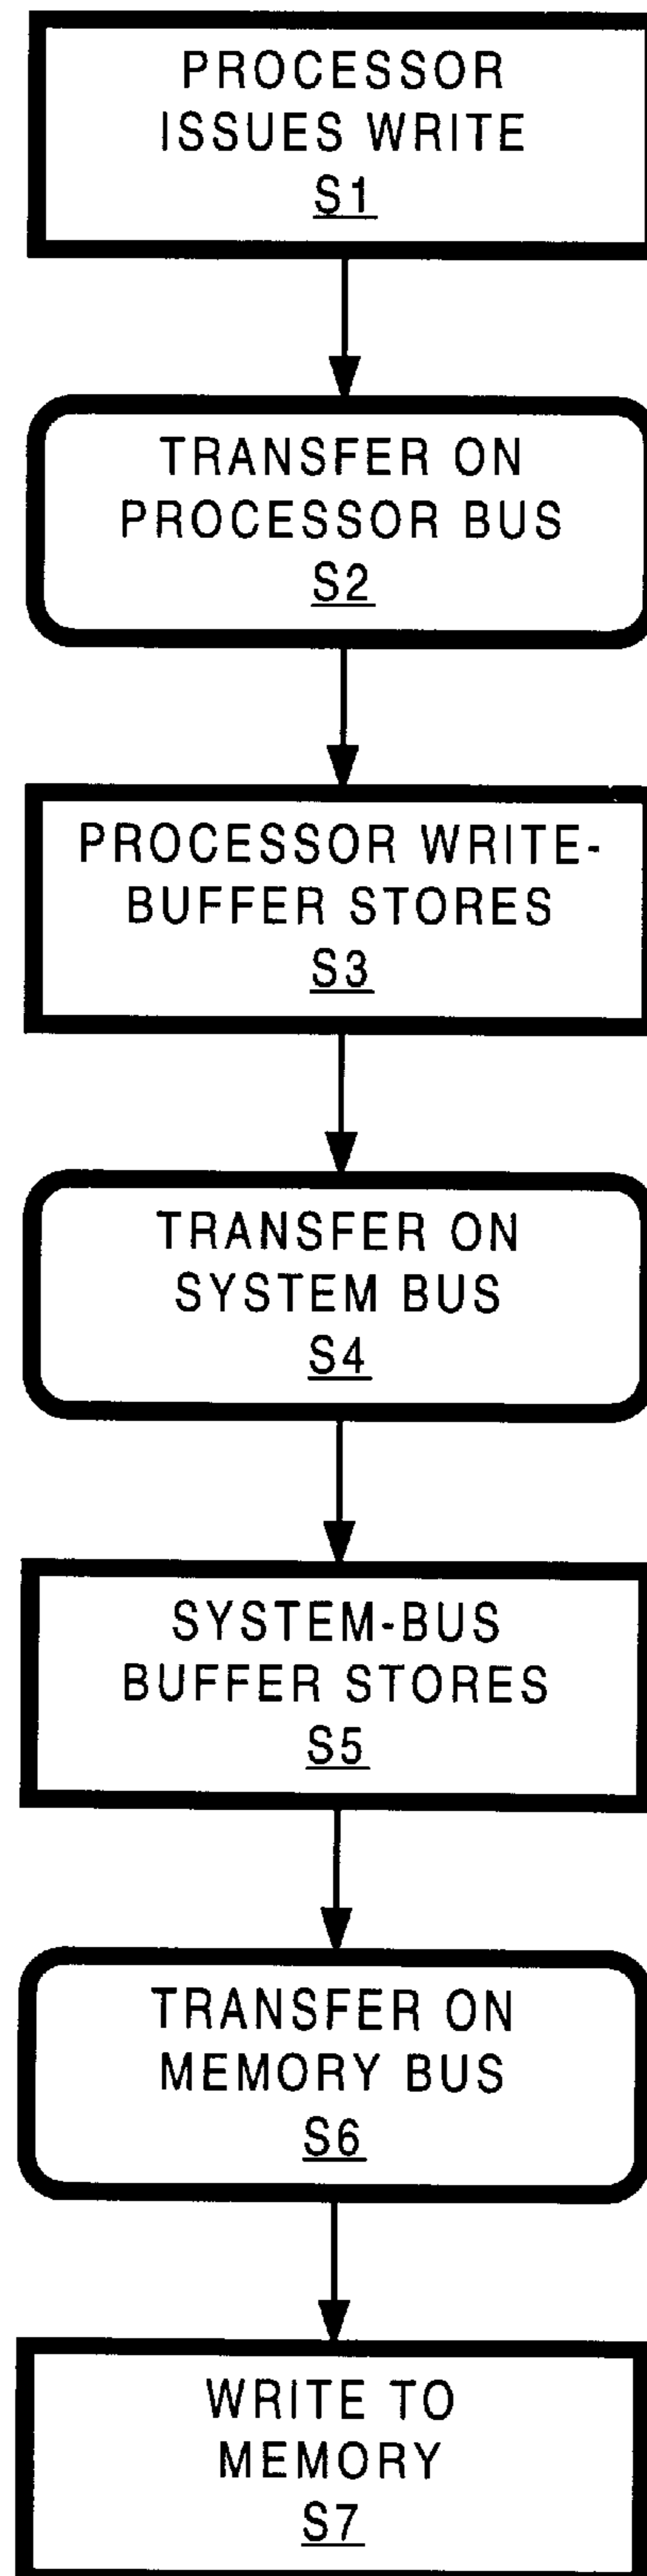 PROCESSOR
ISSUES WRITE
S1
TRANSFER ON
PROCESSOR BUS
S2
PROCESSOR WRITE-
BUFFER STORES
S3
TRANSFER ON
SYSTEM BUS
S4
SYSTEM-BUS
BUFFER STORES
S5
TRANSFER ON
MEMORY BUS
S6
WRITE TO
MEMORY
S7